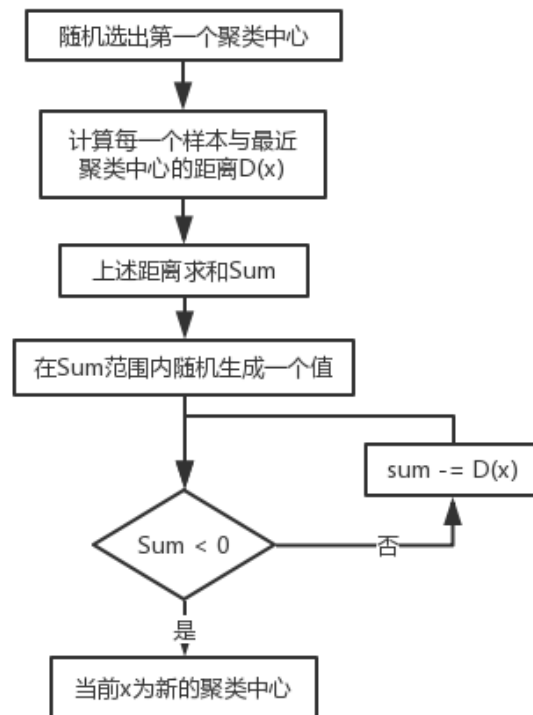 随机选出第一个聚类中心
计算每一个样本与最近
聚类中心的距离D(x)
上述距离求和Sum
在Sum范围内随机生成一个值
sum -= D(x)
Sum < 0
否
是
当前x为新的聚类中心